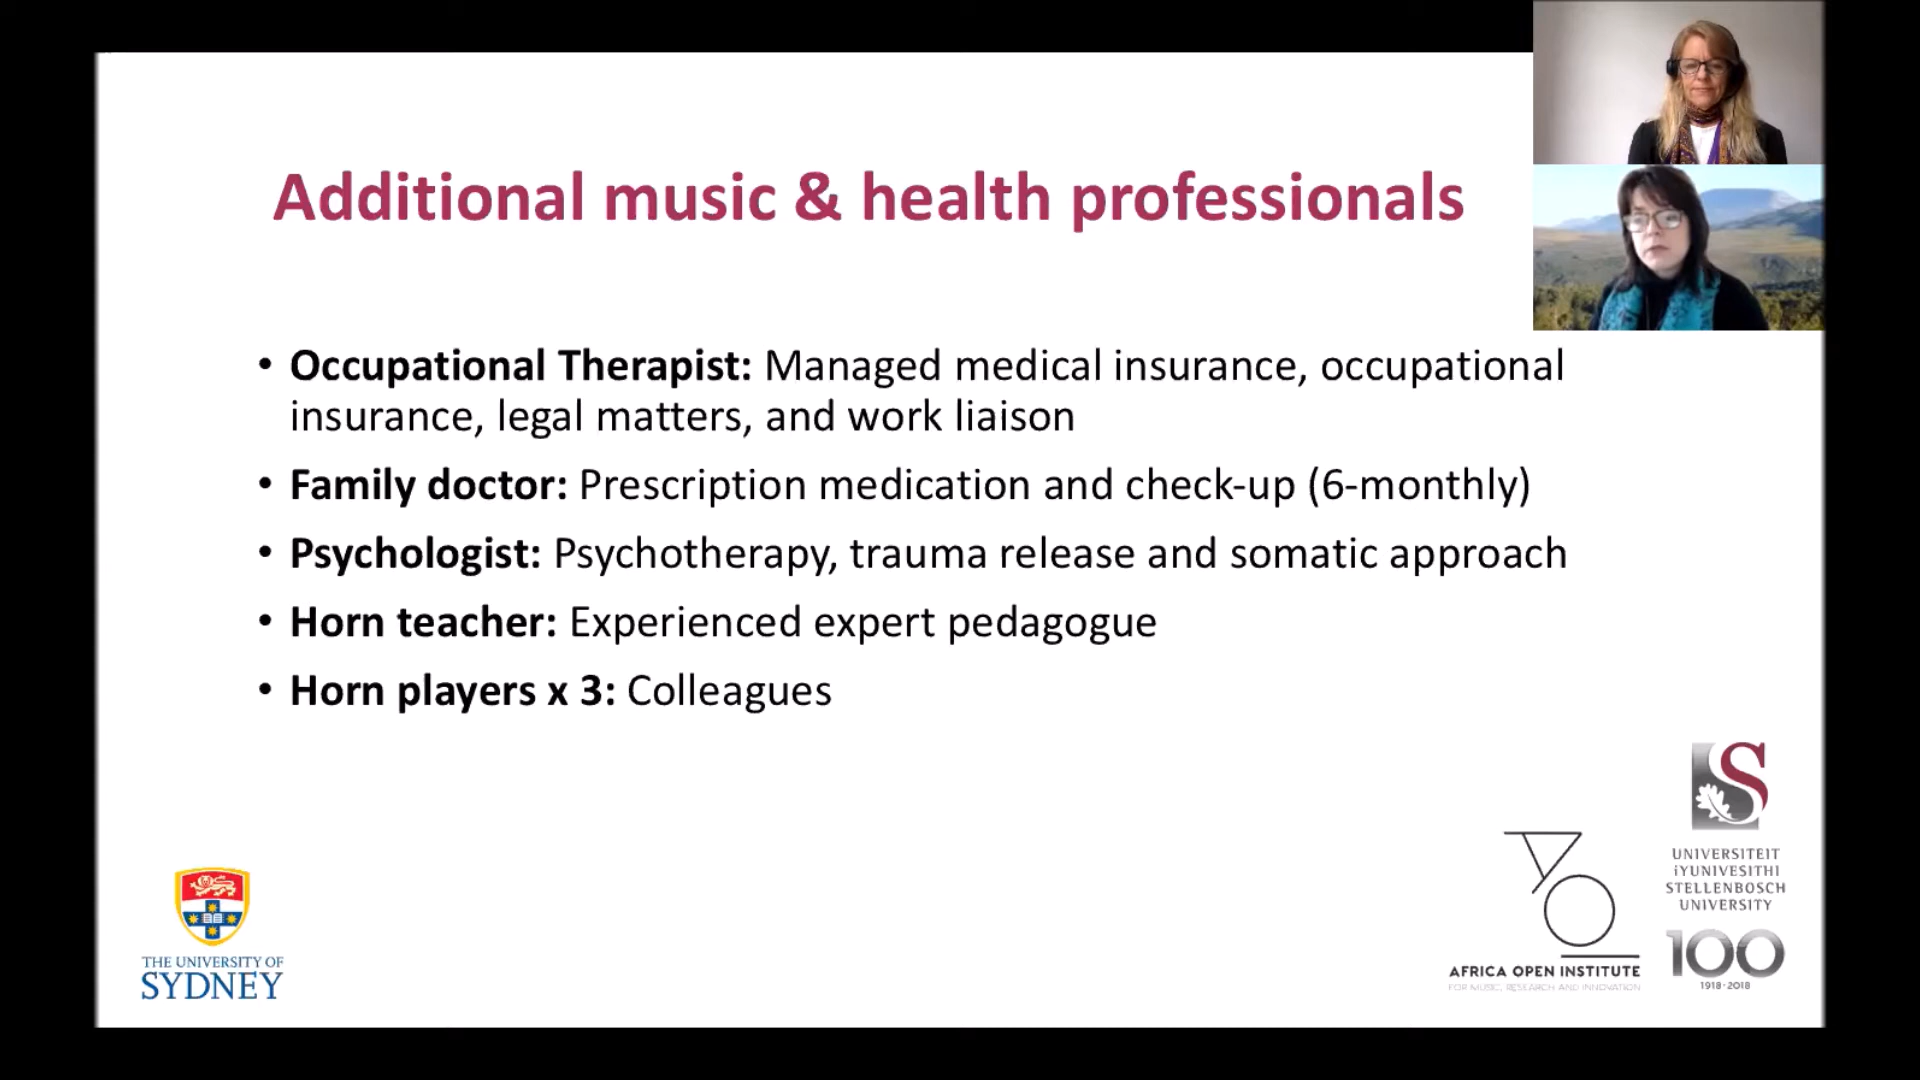 Additional music & health professionals
• Occupational Therapist: Managed medical insurance, occupational
insurance, legal matters, and work liaison
• Family doctor: Prescription medication and check-up (6-monthly)
• Psychologist: Psychotherapy, trauma release and somatic approach
• Horn teacher: Experienced expert pedagogue
• Horn players x 3: Colleagues
THE UNIVERSITY OF
SYDNEY
AFRICA OPEN INSTITUTE
FOR MUSIC, RESEARCH AND INNOVATION
UNIVERSITEIT
iYUNIVESITHI
STELLENBOSCH
UNIVERSITY
100
1918·2018